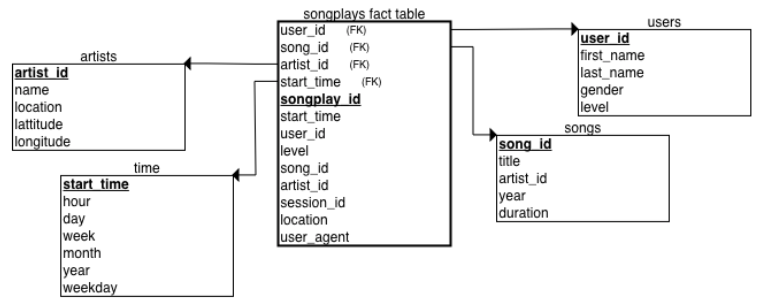 songplays fact table
user_id (FK)
song_id (FK)
artist_id (FK)
start_time (FK)
songplay_id
start_time
user_id
level
song_id
artist_id
session_id
location
user_agent
users
user_id
first_name
last_name
gender
level
artists
artist_id
name
location
lattitude
longitude
songs
song_id
title
artist_id
year
duration
time
start_time
hour
day
week
month
year
weekday